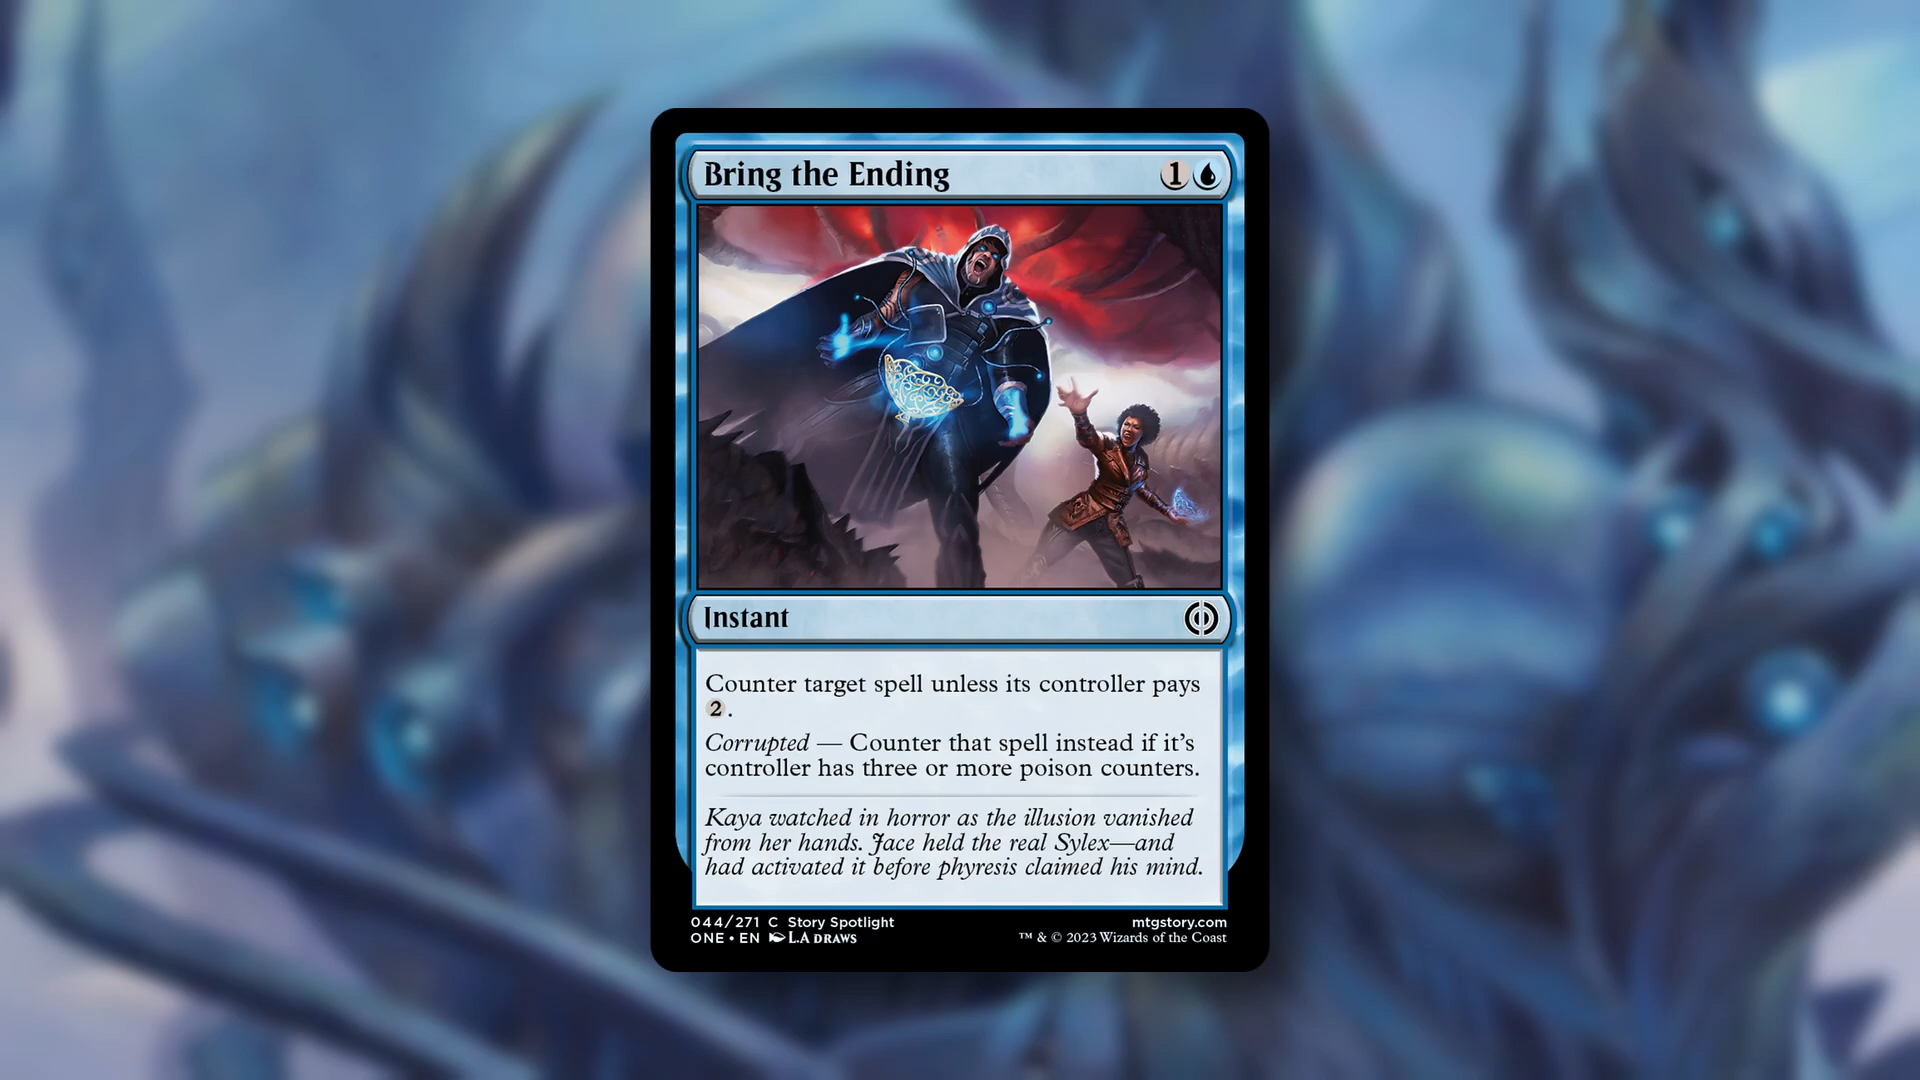 Bring the Ending 1
Instant
Counter target spell unless its controller pays
2.
Corrupted — Counter that spell instead if it's
controller has three or more poison counters.
Kaya watched in horror as the illusion vanished
from her hands. Jace held the real Sylex—and
had activated it before phyresis claimed his mind.
044/271 C Story Spotlight mtgstory.com
ONE • EN L.A DRAWS ™ & © 2023 Wizards of the Coast